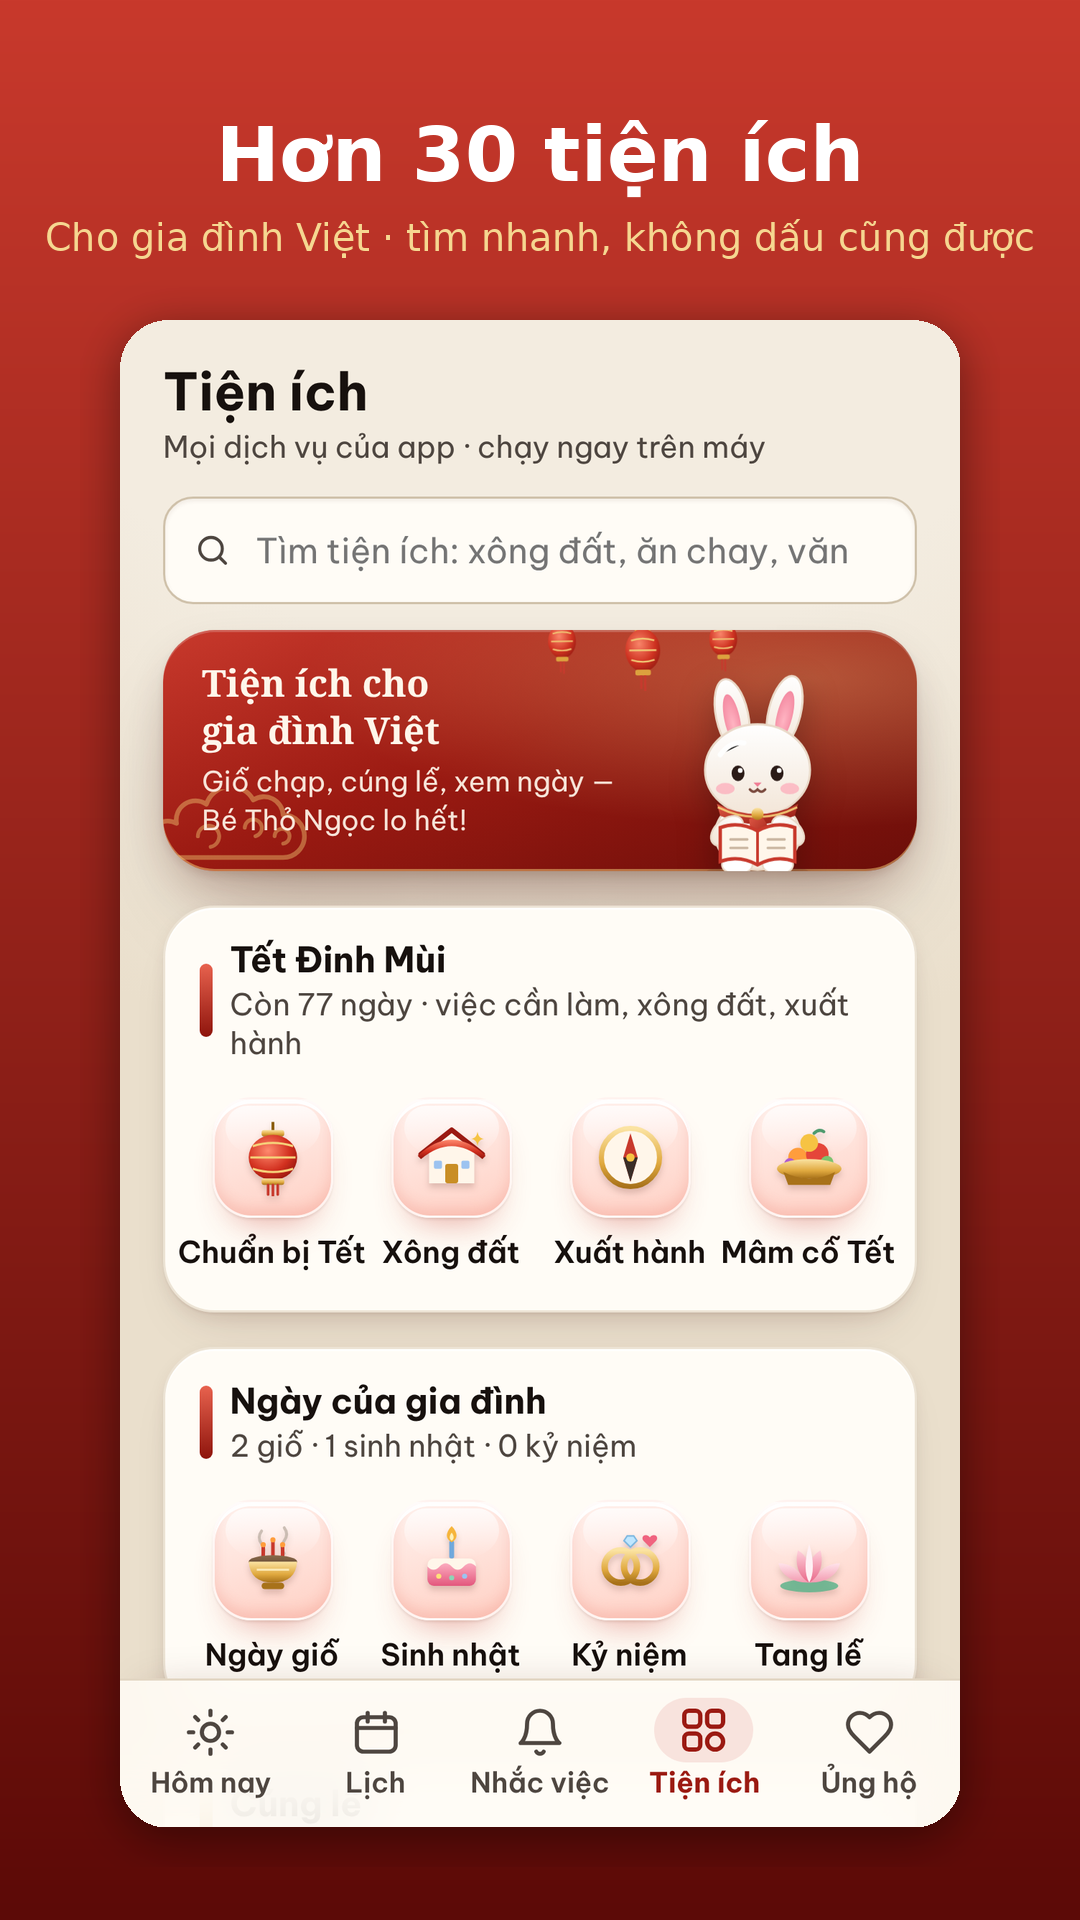 Hơn 30 tiện ích
Cho gia đình Việt · tìm nhanh, không dấu cũng được
Tiện ích
Mọi dịch vụ của app · chạy ngay trên máy
Tìm tiện ích: xông đất, ăn chay, văn
Tiện ích cho
gia đình Việt
Giỗ chạp, cúng lễ, xem ngày —
Bé Thỏ Ngọc lo hết!
Tết Đinh Mùi
Còn 77 ngày · việc cần làm, xông đất, xuất
hành
Chuẩn bị Tết Xông đất Xuất hành Mâm cỗ Tết
Ngày của gia đình
2 giỗ · 1 sinh nhật · 0 kỷ niệm
Ngày giỗ Sinh nhật Kỷ niệm Tang lễ
Hôm nay Lịch Nhắc việc Tiện ích Ủng hộ
Cúng lễ